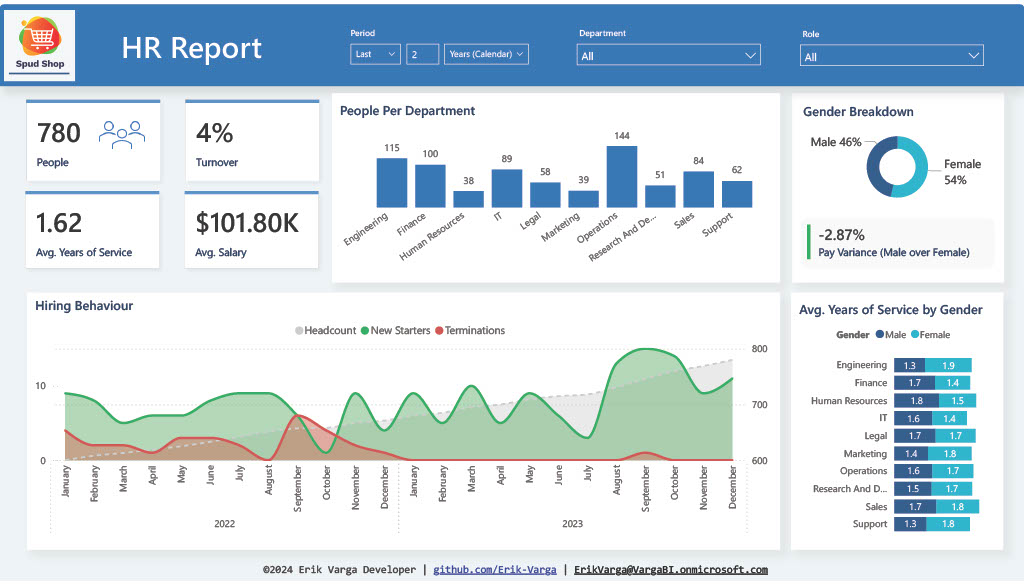 Spud Shop
HR Report
Period
Last
2
Years (Calendar)
Department
All
Role
All
780
People
4%
Turnover
1.62
Avg. Years of Service
$101.80K
Avg. Salary
People Per Department
115
100
38
89
58
39
144
51
84
62
Engineering
Finance
Human Resources
IT
Legal
Marketing
Operations
Research And De...
Sales
Support
Gender Breakdown
Male 46%
Female
54%
-2.87%
Pay Variance (Male over Female)
Hiring Behaviour
Headcount New Starters Terminations
10
0
800
700
600
January
February
March
April
May
June
July
August
September
October
November
December
January
February
March
April
May
June
July
August
September
October
November
December
2022
2023
Avg. Years of Service by Gender
Gender Male Female
Engineering 1.3 1.9
Finance 1.7 1.4
Human Resources 1.8 1.5
IT 1.6 1.4
Legal 1.7 1.7
Marketing 1.4 1.8
Operations 1.6 1.7
Research And D... 1.5 1.7
Sales 1.7 1.8
Support 1.3 1.8
©2024 Erik Varga Developer | github.com/Erik-Varga | ErikVarga@VargaBI.onmicrosoft.com